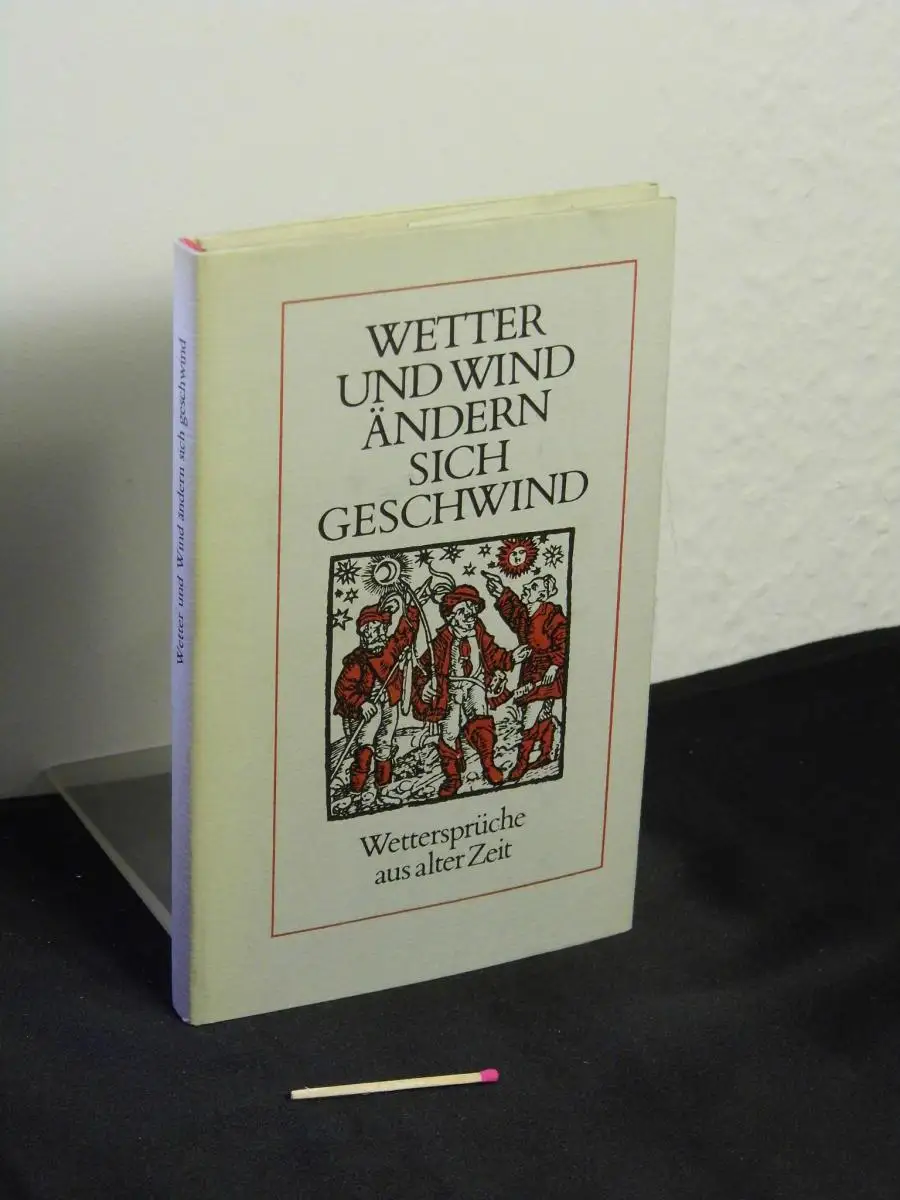 Wetter und Wind ändern sich geschwind
WETTER
UND WIND
ÄNDERN
SICH
GESCHWIND
Wettersprüche
aus alter Zeit